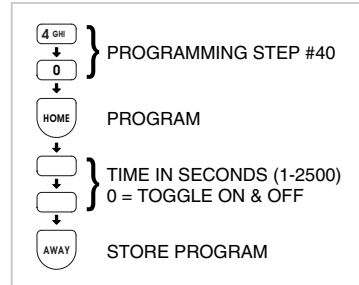 4 GHI
0
PROGRAMMING STEP #40
HOME
PROGRAM
TIME IN SECONDS (1-2500)
0 = TOGGLE ON & OFF
AWAY
STORE PROGRAM